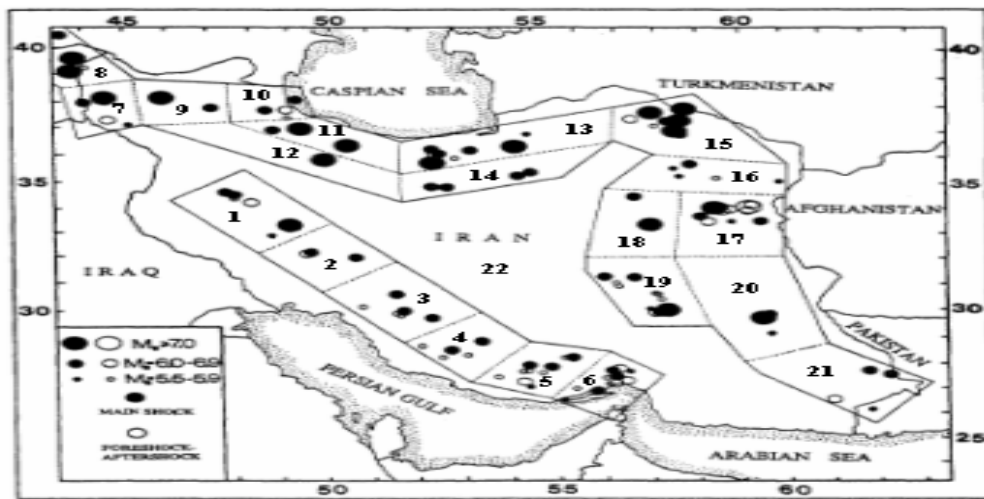 45 50 55 60
40 40
8
7
9
10
CASPIAN SEA
TURKMENISTAN
11
13
12
15
14
16
35 35
AFGHANISTAN
1
IRAN
18
17
IRAQ
2
22
19
20
3
30 30
4
PAKISTAN
5
6
21
PERSIAN GULF
25
ARABIAN SEA
50 55 60
MAIN SHOCK
FORESHOCK-
AFTERSHOCK